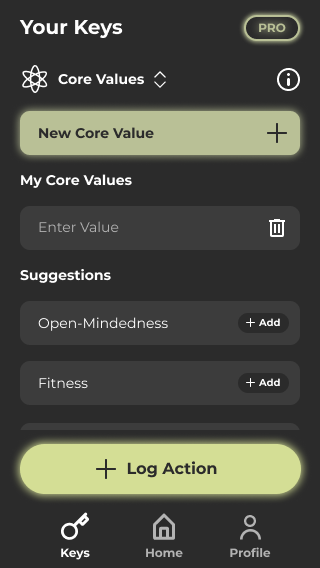 Your Keys
PRO
Core Values
New Core Value
My Core Values
Enter Value
Suggestions
Open-Mindedness
+ Add
Fitness
+ Add
+ Log Action
Keys
Home
Profile